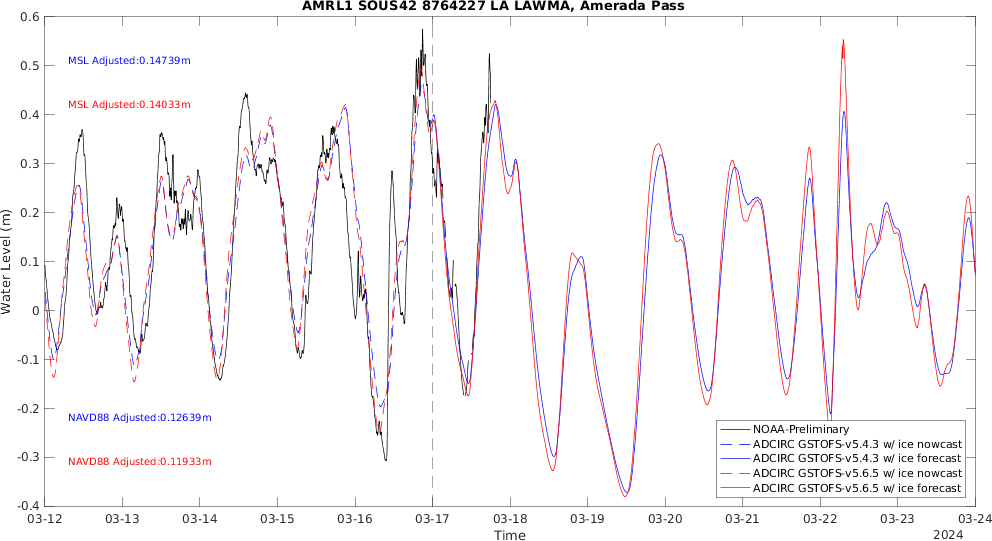 AMRL1 SOUS42 8764227 LA LAWMA, Amerada Pass
0.6
0.5
0.4
0.3
0.2
0.1
0
-0.1
-0.2
-0.3
-0.4
Water Level (m)
MSL Adjusted:0.14739m
MSL Adjusted:0.14033m
NAVD88 Adjusted:0.12639m
NAVD88 Adjusted:0.11933m
NOAA-Preliminary
ADCIRC GSTOFS-v5.4.3 w/ ice nowcast
ADCIRC GSTOFS-v5.4.3 w/ ice forecast
ADCIRC GSTOFS-v5.6.5 w/ ice nowcast
ADCIRC GSTOFS-v5.6.5 w/ ice forecast
03-12 03-13 03-14 03-15 03-16 03-17 03-18 03-19 03-20 03-21 03-22 03-23 03-24
Time
2024